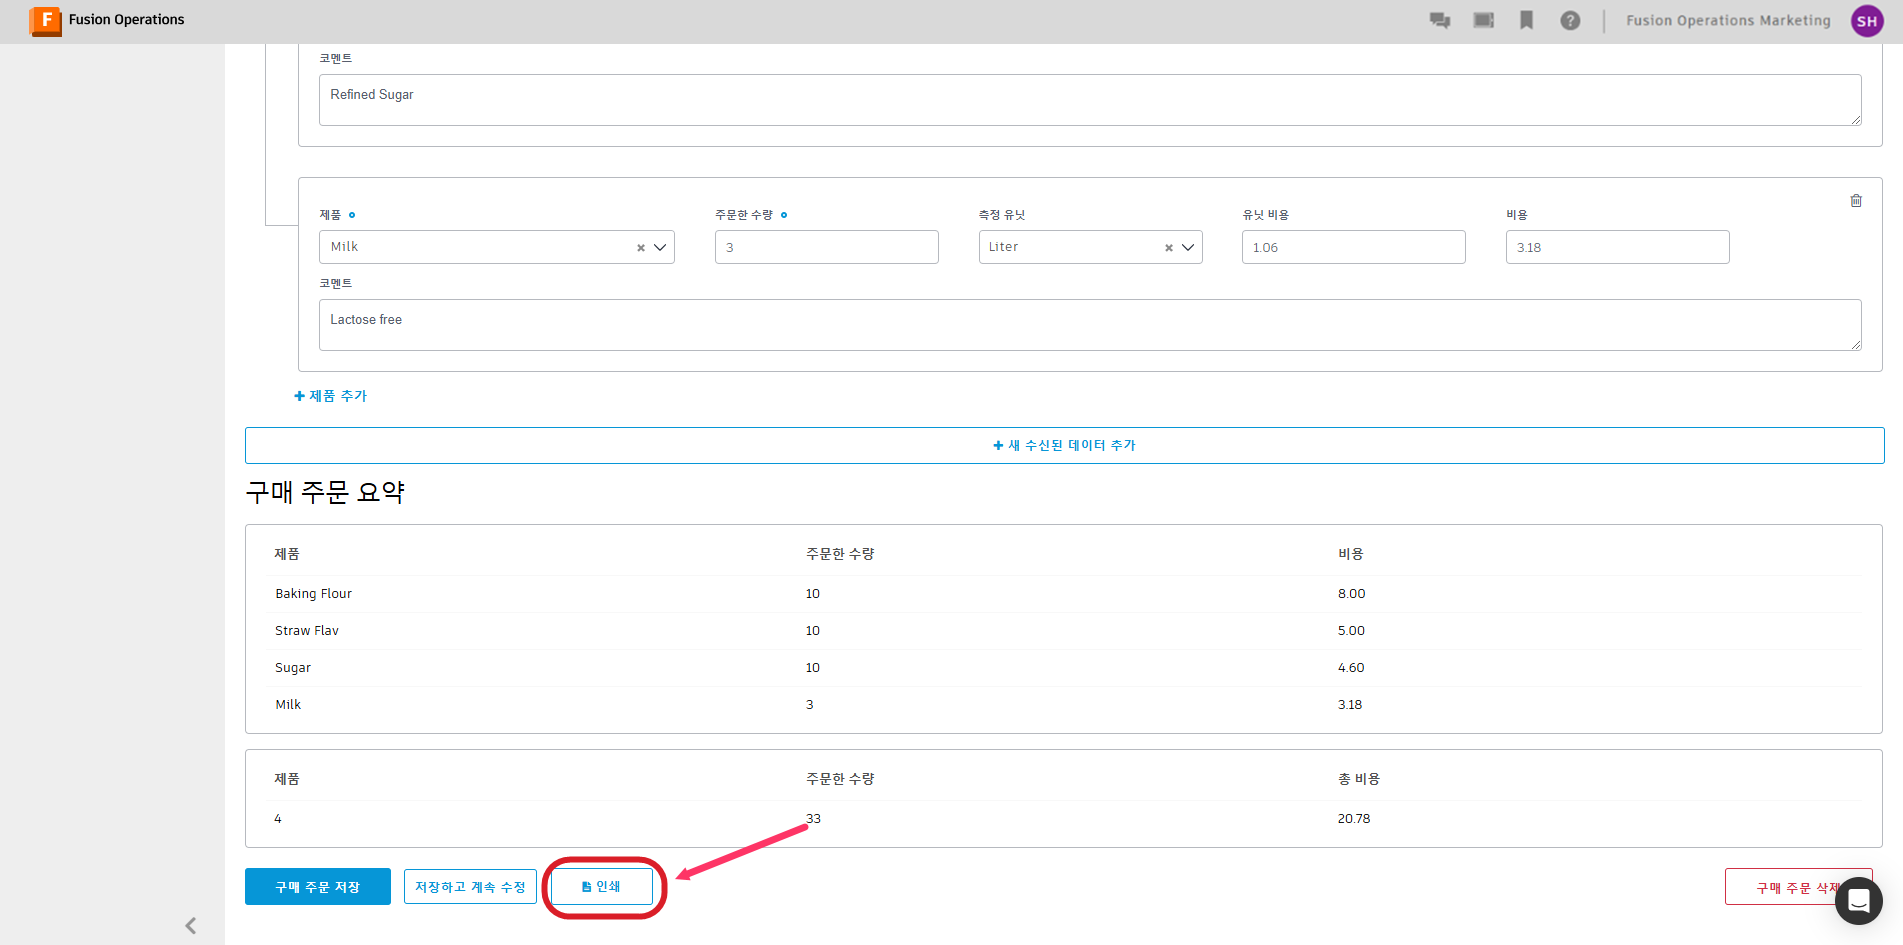 F Fusion Operations
Fusion Operations Marketing SH
코멘트
Refined Sugar
제품 주문한 수량 측정 유닛 유닛 비용 비용
Milk 3 Liter 1.06 3.18
코멘트
Lactose free
제품 추가
새 수신된 데이터 추가
구매 주문 요약
제품 주문한 수량 비용
Baking Flour 10 8.00
Straw Flav 10 5.00
Sugar 10 4.60
Milk 3 3.18
제품 주문한 수량 총 비용
4 33 20.78
구매 주문 저장 저장하고 계속 수정 인쇄 구매 주문 삭제